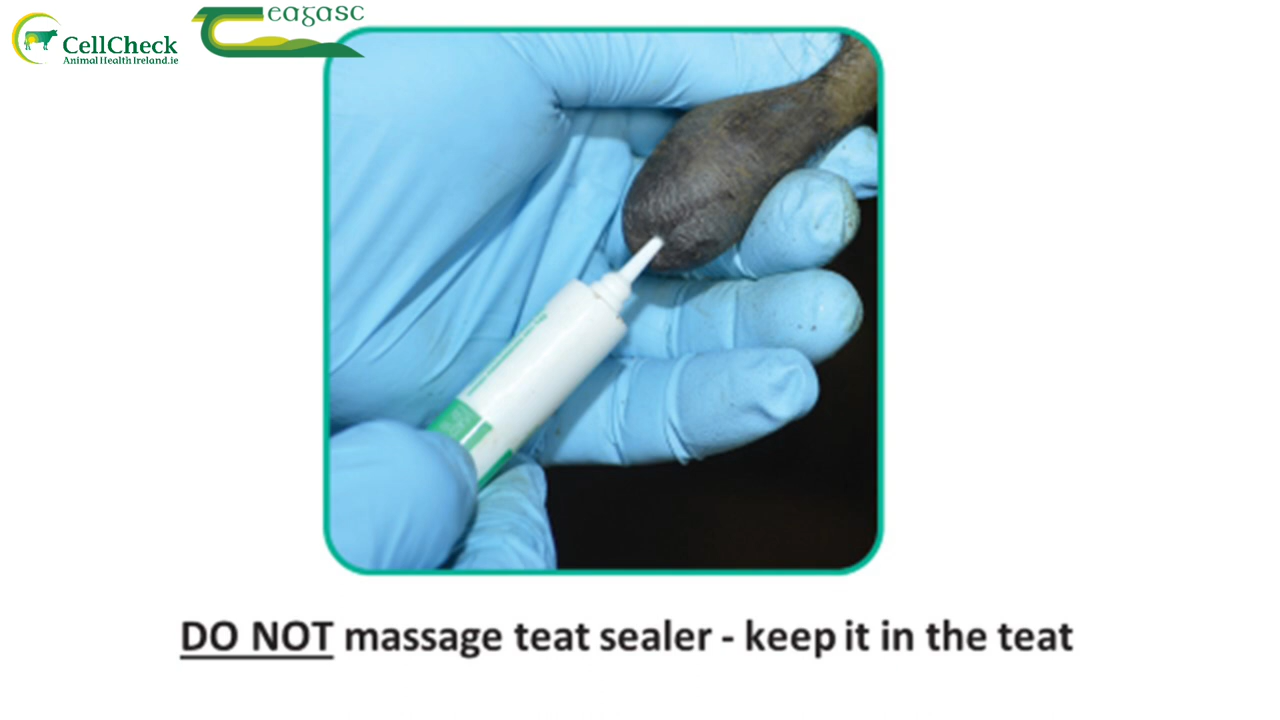 CellCheck
Animal Health Ireland.ie
eagasc
DO NOT massage teat sealer - keep it in the teat